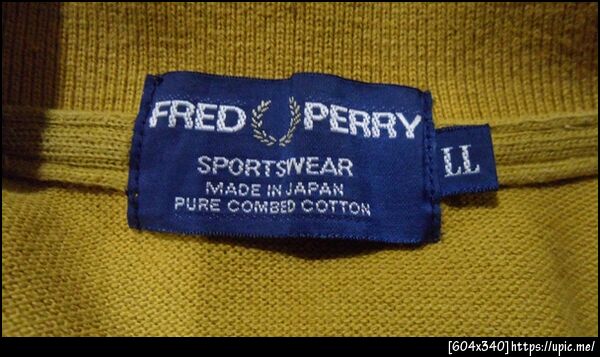 FRED PERRY
SPORTSWEAR
MADE IN JAPAN
PURE COMBED COTTON
LL
[604x340]https://upic.me/